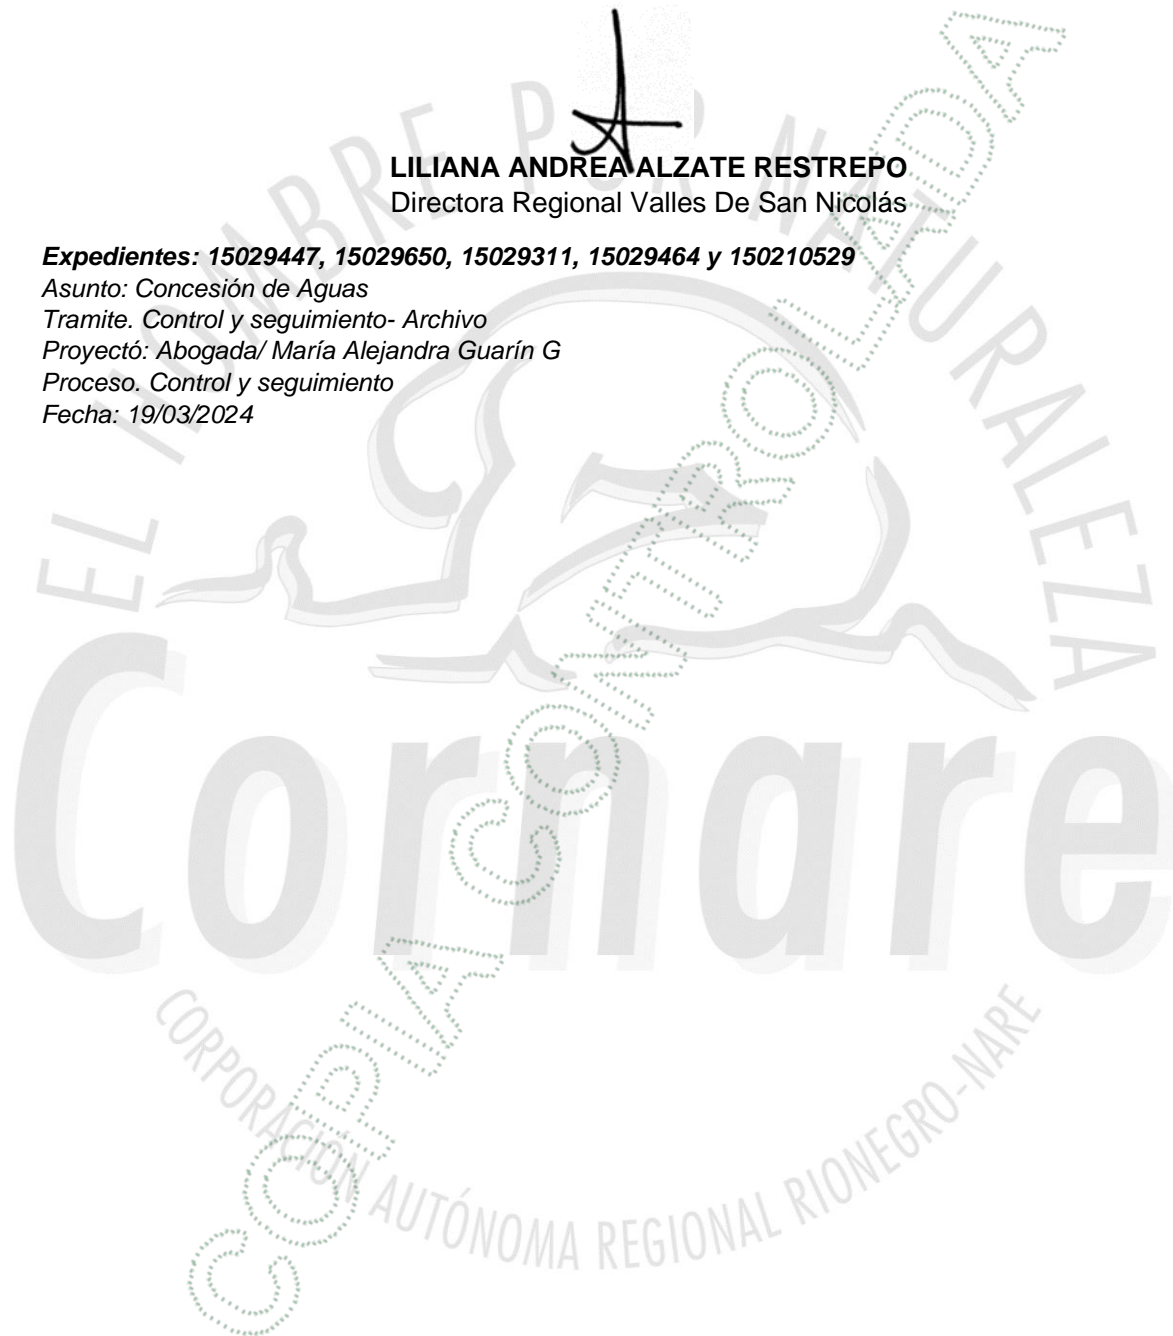 LILIANA ANDREA ALZATE RESTREPO
Directora Regional Valles De San Nicolás
Expedientes: 15029447, 15029650, 15029311, 15029464 y 150210529
Asunto: Concesión de Aguas
Tramite. Control y seguimiento- Archivo
Proyectó: Abogada/ María Alejandra Guarín G
Proceso. Control y seguimiento
Fecha: 19/03/2024
EL HOMBRE POR NATURALEZA
Cornare
CORPORACIÓN AUTÓNOMA REGIONAL RIONEGRO-NARE
COPIA CONTROLADA